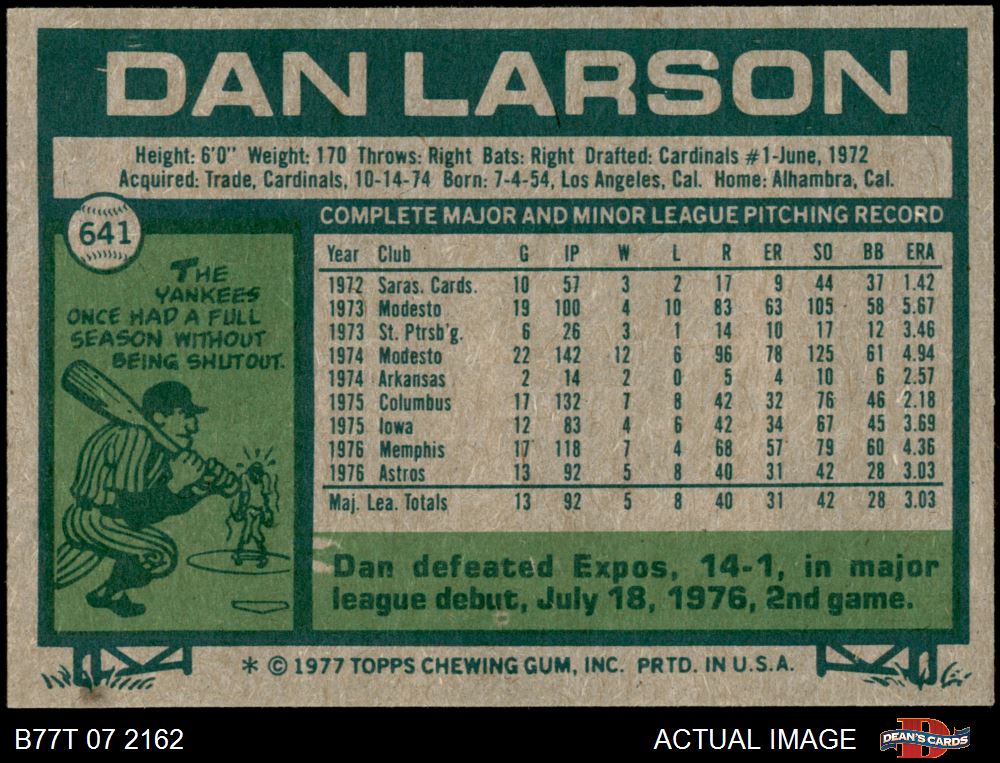 DAN LARSON
Height: 6'0" Weight: 170 Throws: Right Bats: Right Drafted: Cardinals #1-June, 1972
Acquired: Trade, Cardinals, 10-14-74 Born: 7-4-54, Los Angeles, Cal. Home: Alhambra, Cal.
641
THE
YANKEES
ONCE HAD A FULL
SEASON WITHOUT
BEING SHUTOUT.
COMPLETE MAJOR AND MINOR LEAGUE PITCHING RECORD
Year Club G IP W L R ER SO BB ERA
1972 Saras. Cards. 10 57 3 2 17 9 44 37 1.42
1973 Modesto 19 100 4 10 83 63 105 58 5.67
1973 St. Ptrsb'g. 6 26 3 1 14 10 17 12 3.46
1974 Modesto 22 142 12 6 96 78 125 61 4.94
1974 Arkansas 2 14 2 0 5 4 10 6 2.57
1975 Columbus 17 132 7 8 42 32 76 46 2.18
1975 Iowa 12 83 4 6 42 34 67 45 3.69
1976 Memphis 17 118 7 4 68 57 79 60 4.36
1976 Astros 13 92 5 8 40 31 42 28 3.03
Maj. Lea. Totals 13 92 5 8 40 31 42 28 3.03
Dan defeated Expos, 14-1, in major
league debut, July 18, 1976, 2nd game.
* © 1977 TOPPS CHEWING GUM, INC. PRTD. IN U.S.A.
B77T 07 2162 ACTUAL IMAGE D DEAN'S CARDS